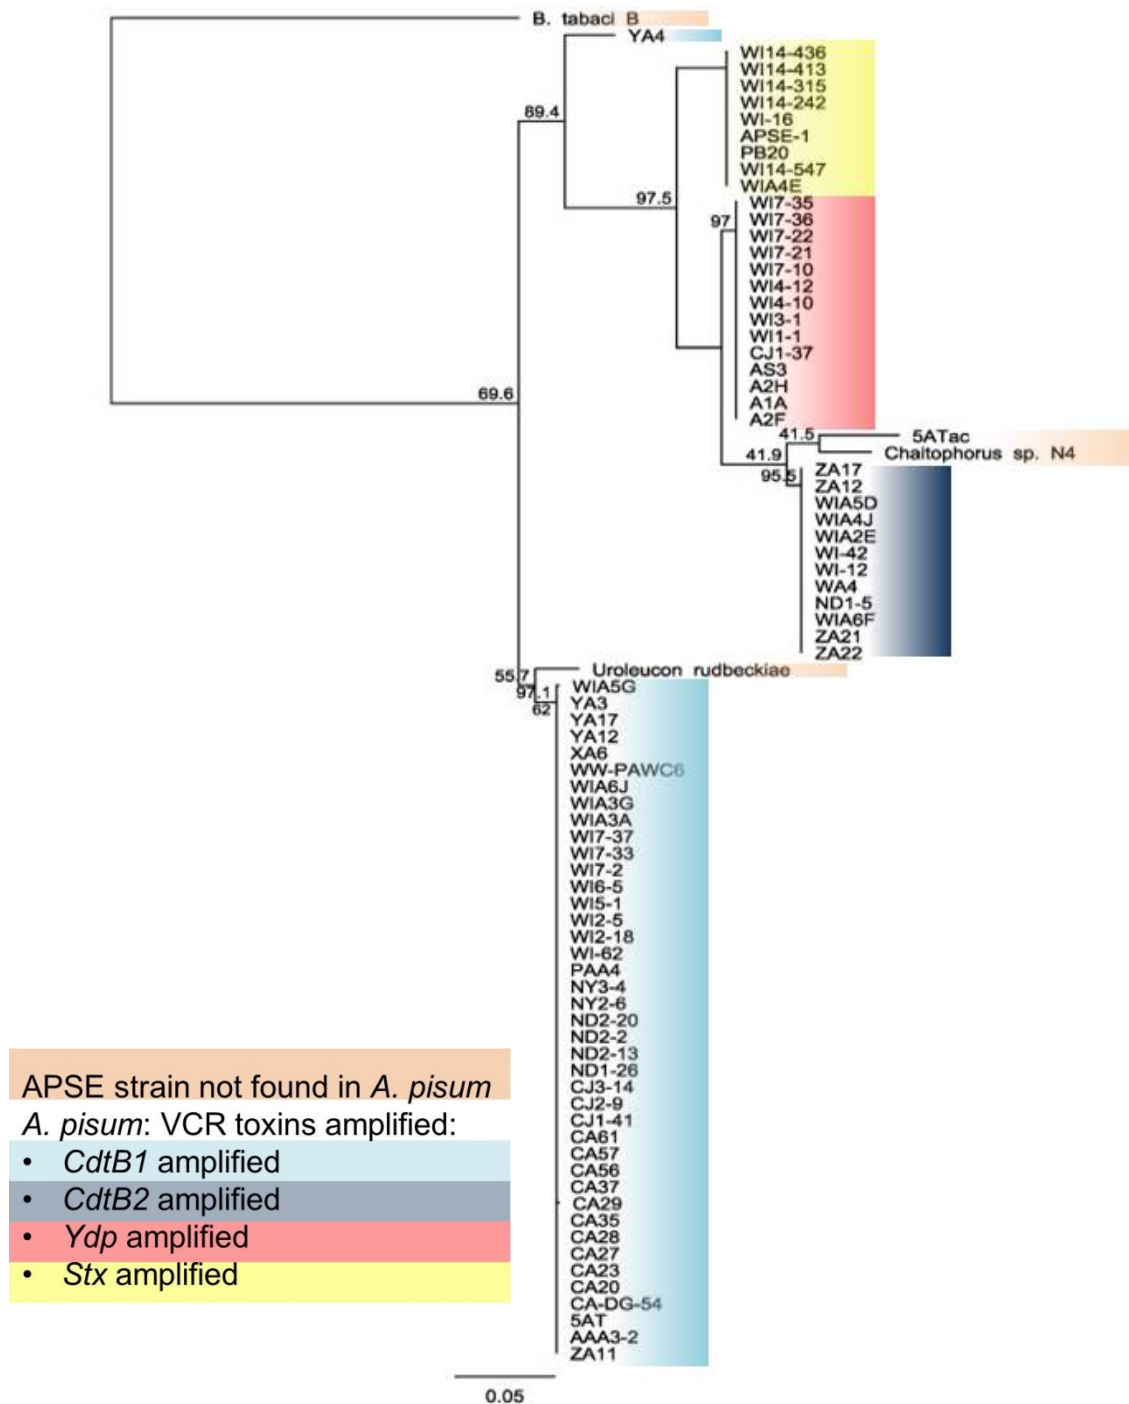 B. tabaci B
YA4
WI14-436
89.4
WI14-413
WI14-315
WI14-242
WI-16
APSE-1
PB20
WI14-547
WIA4E
97.5
WI7-35
97
WI7-36
WI7-22
WI7-21
WI7-10
WI4-12
WI4-10
WI3-1
WI1-1
CJ1-37
AS3
A2H
A1A
A2F
69.6
41.5
5ATac
41.9
Chaitophorus sp. N4
95.5
ZA17
ZA12
WIA5D
WIA4J
WIA2E
WI-42
WI-12
WA4
ND1-5
WIA6F
ZA21
ZA22
55.7
Uroleucon rudbeckiae
97.1
62
WIA5G
YA3
YA17
YA12
XA6
WW-PAWC6
WIA6J
WIA3G
WIA3A
WI7-37
WI7-33
WI7-2
WI6-5
WI5-1
WI2-5
WI2-18
WI-62
PAA4
NY3-4
NY2-6
ND2-20
ND2-2
ND2-13
ND1-26
CJ3-14
CJ2-9
CJ1-41
CA61
CA57
CA56
CA37
CA29
CA35
CA28
CA27
CA23
CA20
CA-DG-54
5AT
AAA3-2
ZA11
0.05
APSE strain not found in A. pisum
A. pisum: VCR toxins amplified:
• CdtB1 amplified
• CdtB2 amplified
• Ydp amplified
• Stx amplified